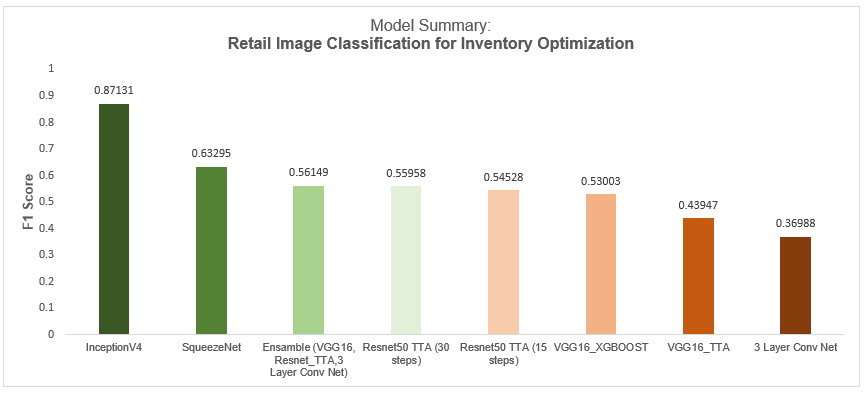 Model Summary:
Retail Image Classification for Inventory Optimization
F1 Score
1
0.9
0.8
0.7
0.6
0.5
0.4
0.3
0.2
0.1
0
0.87131
0.63295
0.56149
0.55958
0.54528
0.53003
0.43947
0.36988
InceptionV4
SqueezeNet
Ensamble (VGG16,
Resnet_TTA,3
Layer Conv Net)
Resnet50 TTA (30
steps)
Resnet50 TTA (15
steps)
VGG16_XGBOOST
VGG16_TTA
3 Layer Conv Net